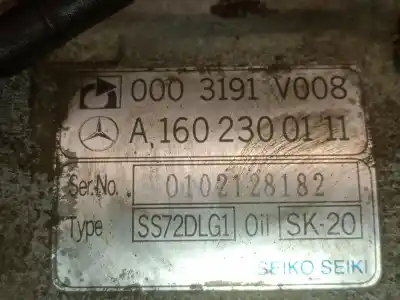 000 3191 V008
A 160 230 01 11
Ser.No. 0102128182
Type SS72DLG1 Oil SK-20
SEIKO SEIKI